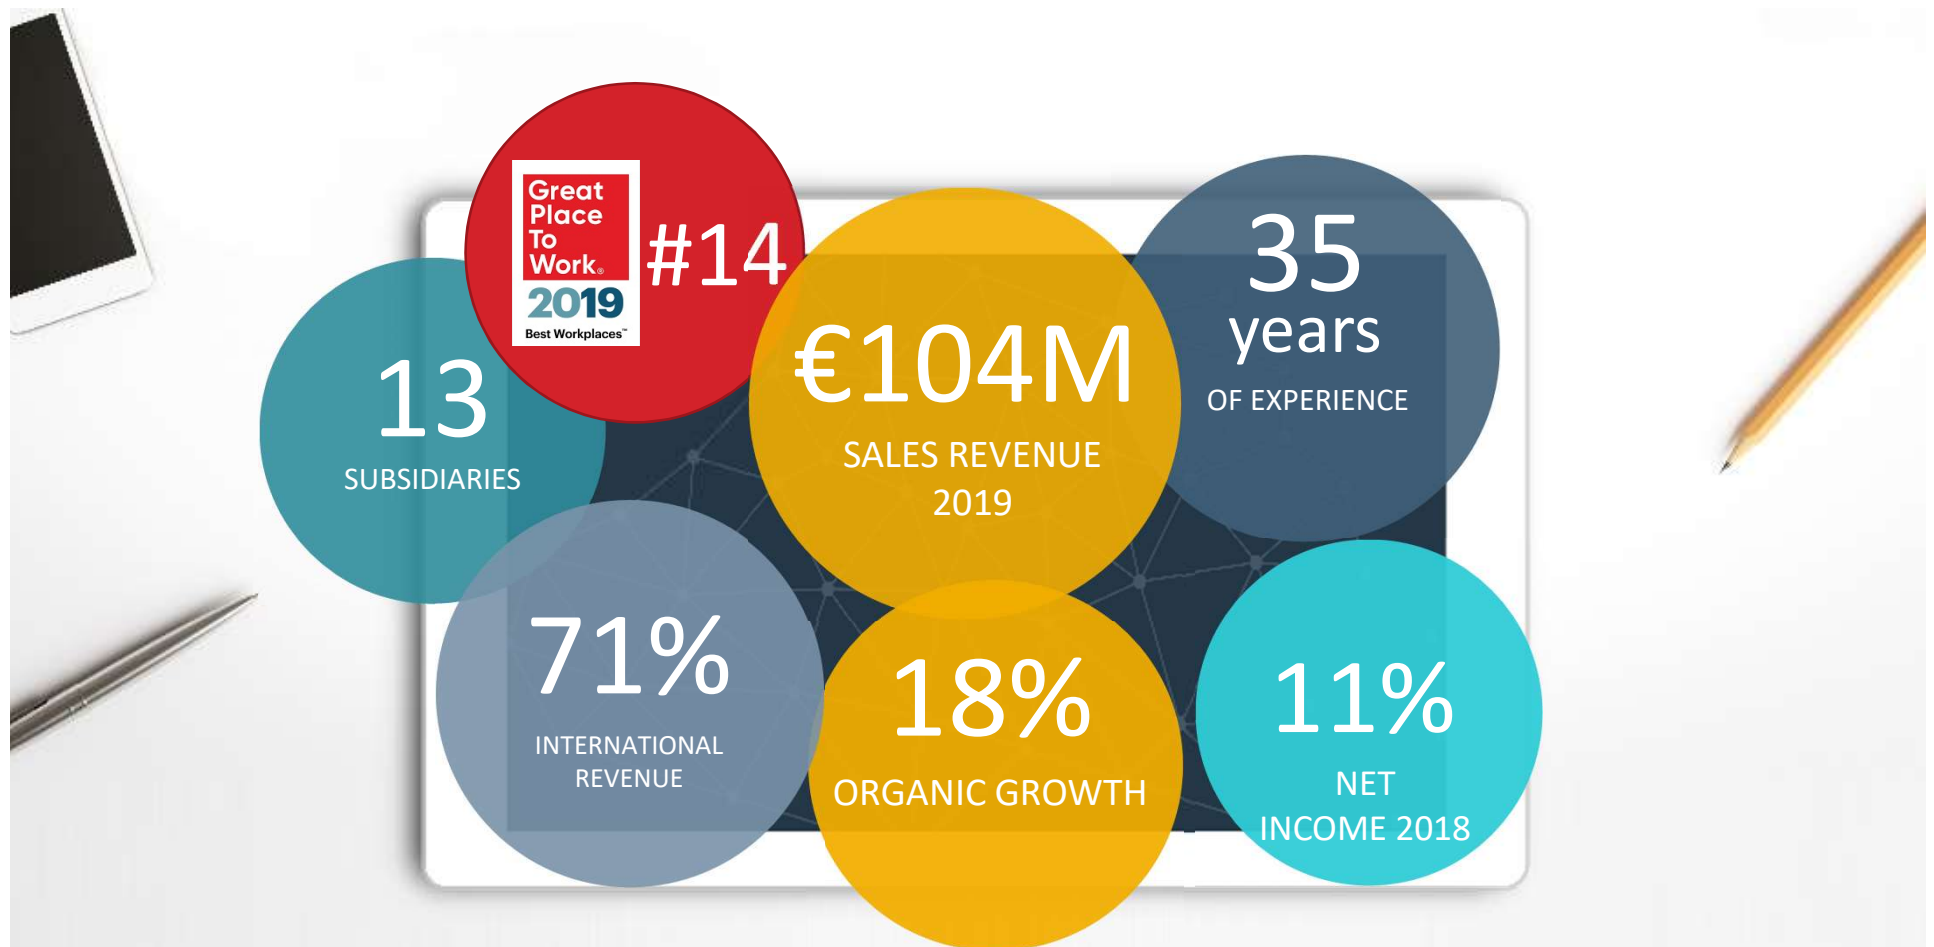 Great
Place
To
Work®
2019
Best Workplaces™
#14
13
SUBSIDIARIES
€104M
SALES REVENUE
2019
35
years
OF EXPERIENCE
71%
INTERNATIONAL
REVENUE
18%
ORGANIC GROWTH
11%
NET
INCOME 2018